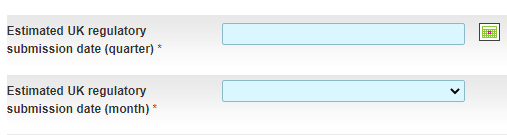 Estimated UK regulatory
submission date (quarter) *
Estimated UK regulatory
submission date (month) *